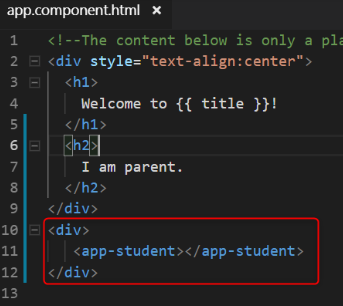 app.component.html ×
1 <!--The content below is only a pla
2 <div style="text-align:center">
3 <h1>
4 Welcome to {{ title }}!
5 </h1>
6 <h2>
7 I am parent.
8 </h2>
9 </div>
10 <div>
11 <app-student></app-student>
12 </div>
13